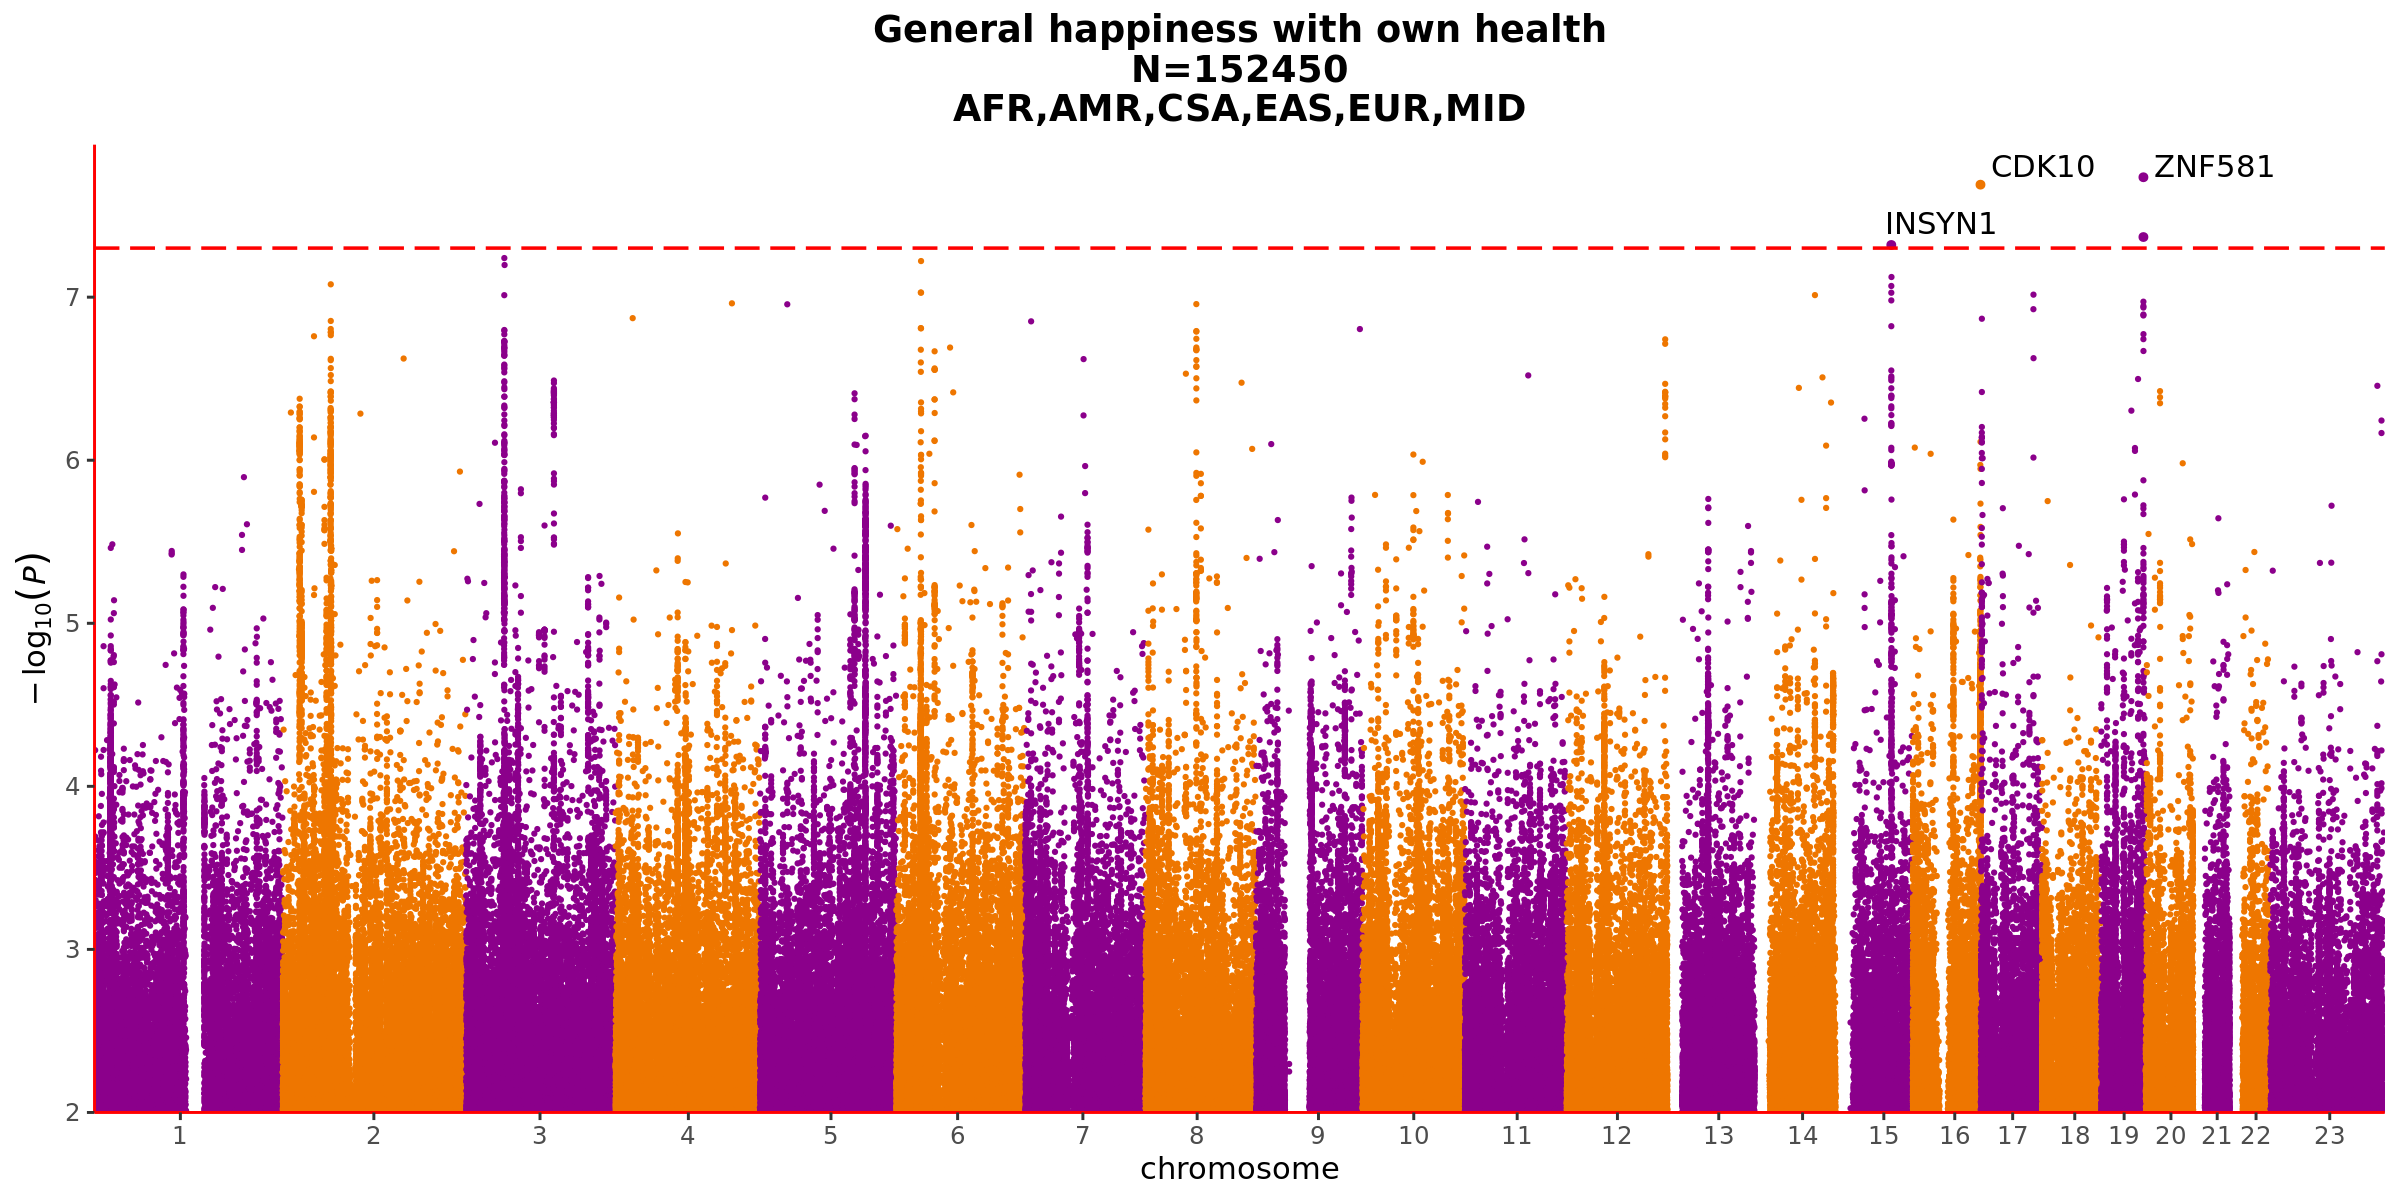 General happiness with own health
N=152450
AFR,AMR,CSA,EAS,EUR,MID
CDK10
ZNF581
INSYN1
7
6
5
4
3
2
−log10(P)
1 2 3 4 5 6 7 8 9 10 11 12 13 14 15 16 17 18 19 20 21 22 23
chromosome